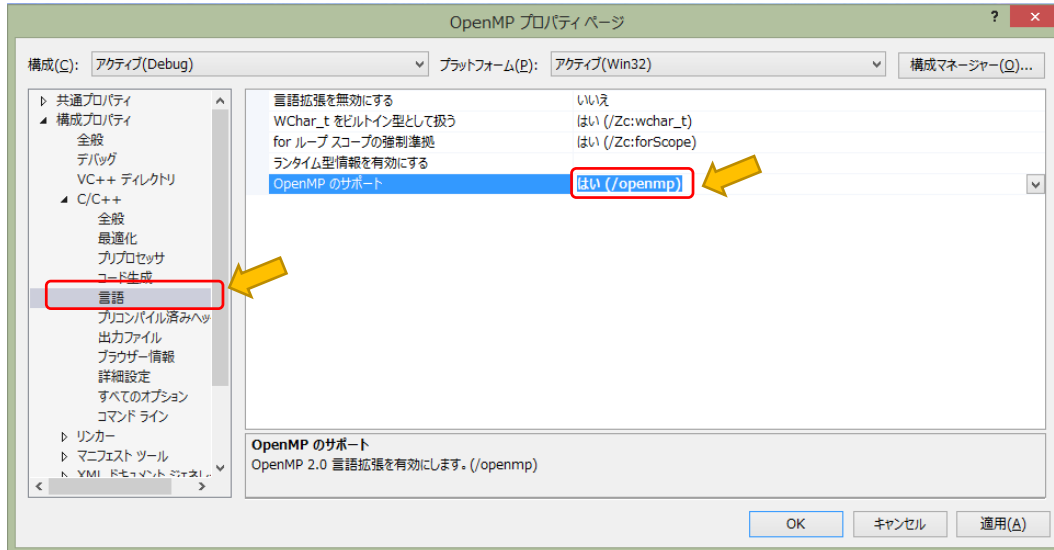 OpenMP プロパティ ページ
? ×
構成(C): アクティブ(Debug) プラットフォーム(P): アクティブ(Win32) 構成マネージャー(O)...
共通プロパティ
構成プロパティ
全般
デバッグ
VC++ ディレクトリ
C/C++
全般
最適化
プリプロセッサ
コード生成
言語
プリコンパイル済みヘッ
出力ファイル
ブラウザー情報
詳細設定
すべてのオプション
コマンド ライン
リンカー
マニフェスト ツール
XML ドキュメント ジェネレ
言語拡張を無効にする いいえ
WChar_t をビルトイン型として扱う はい (/Zc:wchar_t)
for ループ スコープの強制準拠 はい (/Zc:forScope)
ランタイム型情報を有効にする
OpenMP のサポート はい (/openmp)
OpenMP のサポート
OpenMP 2.0 言語拡張を有効にします。(/openmp)
OK キャンセル 適用(A)